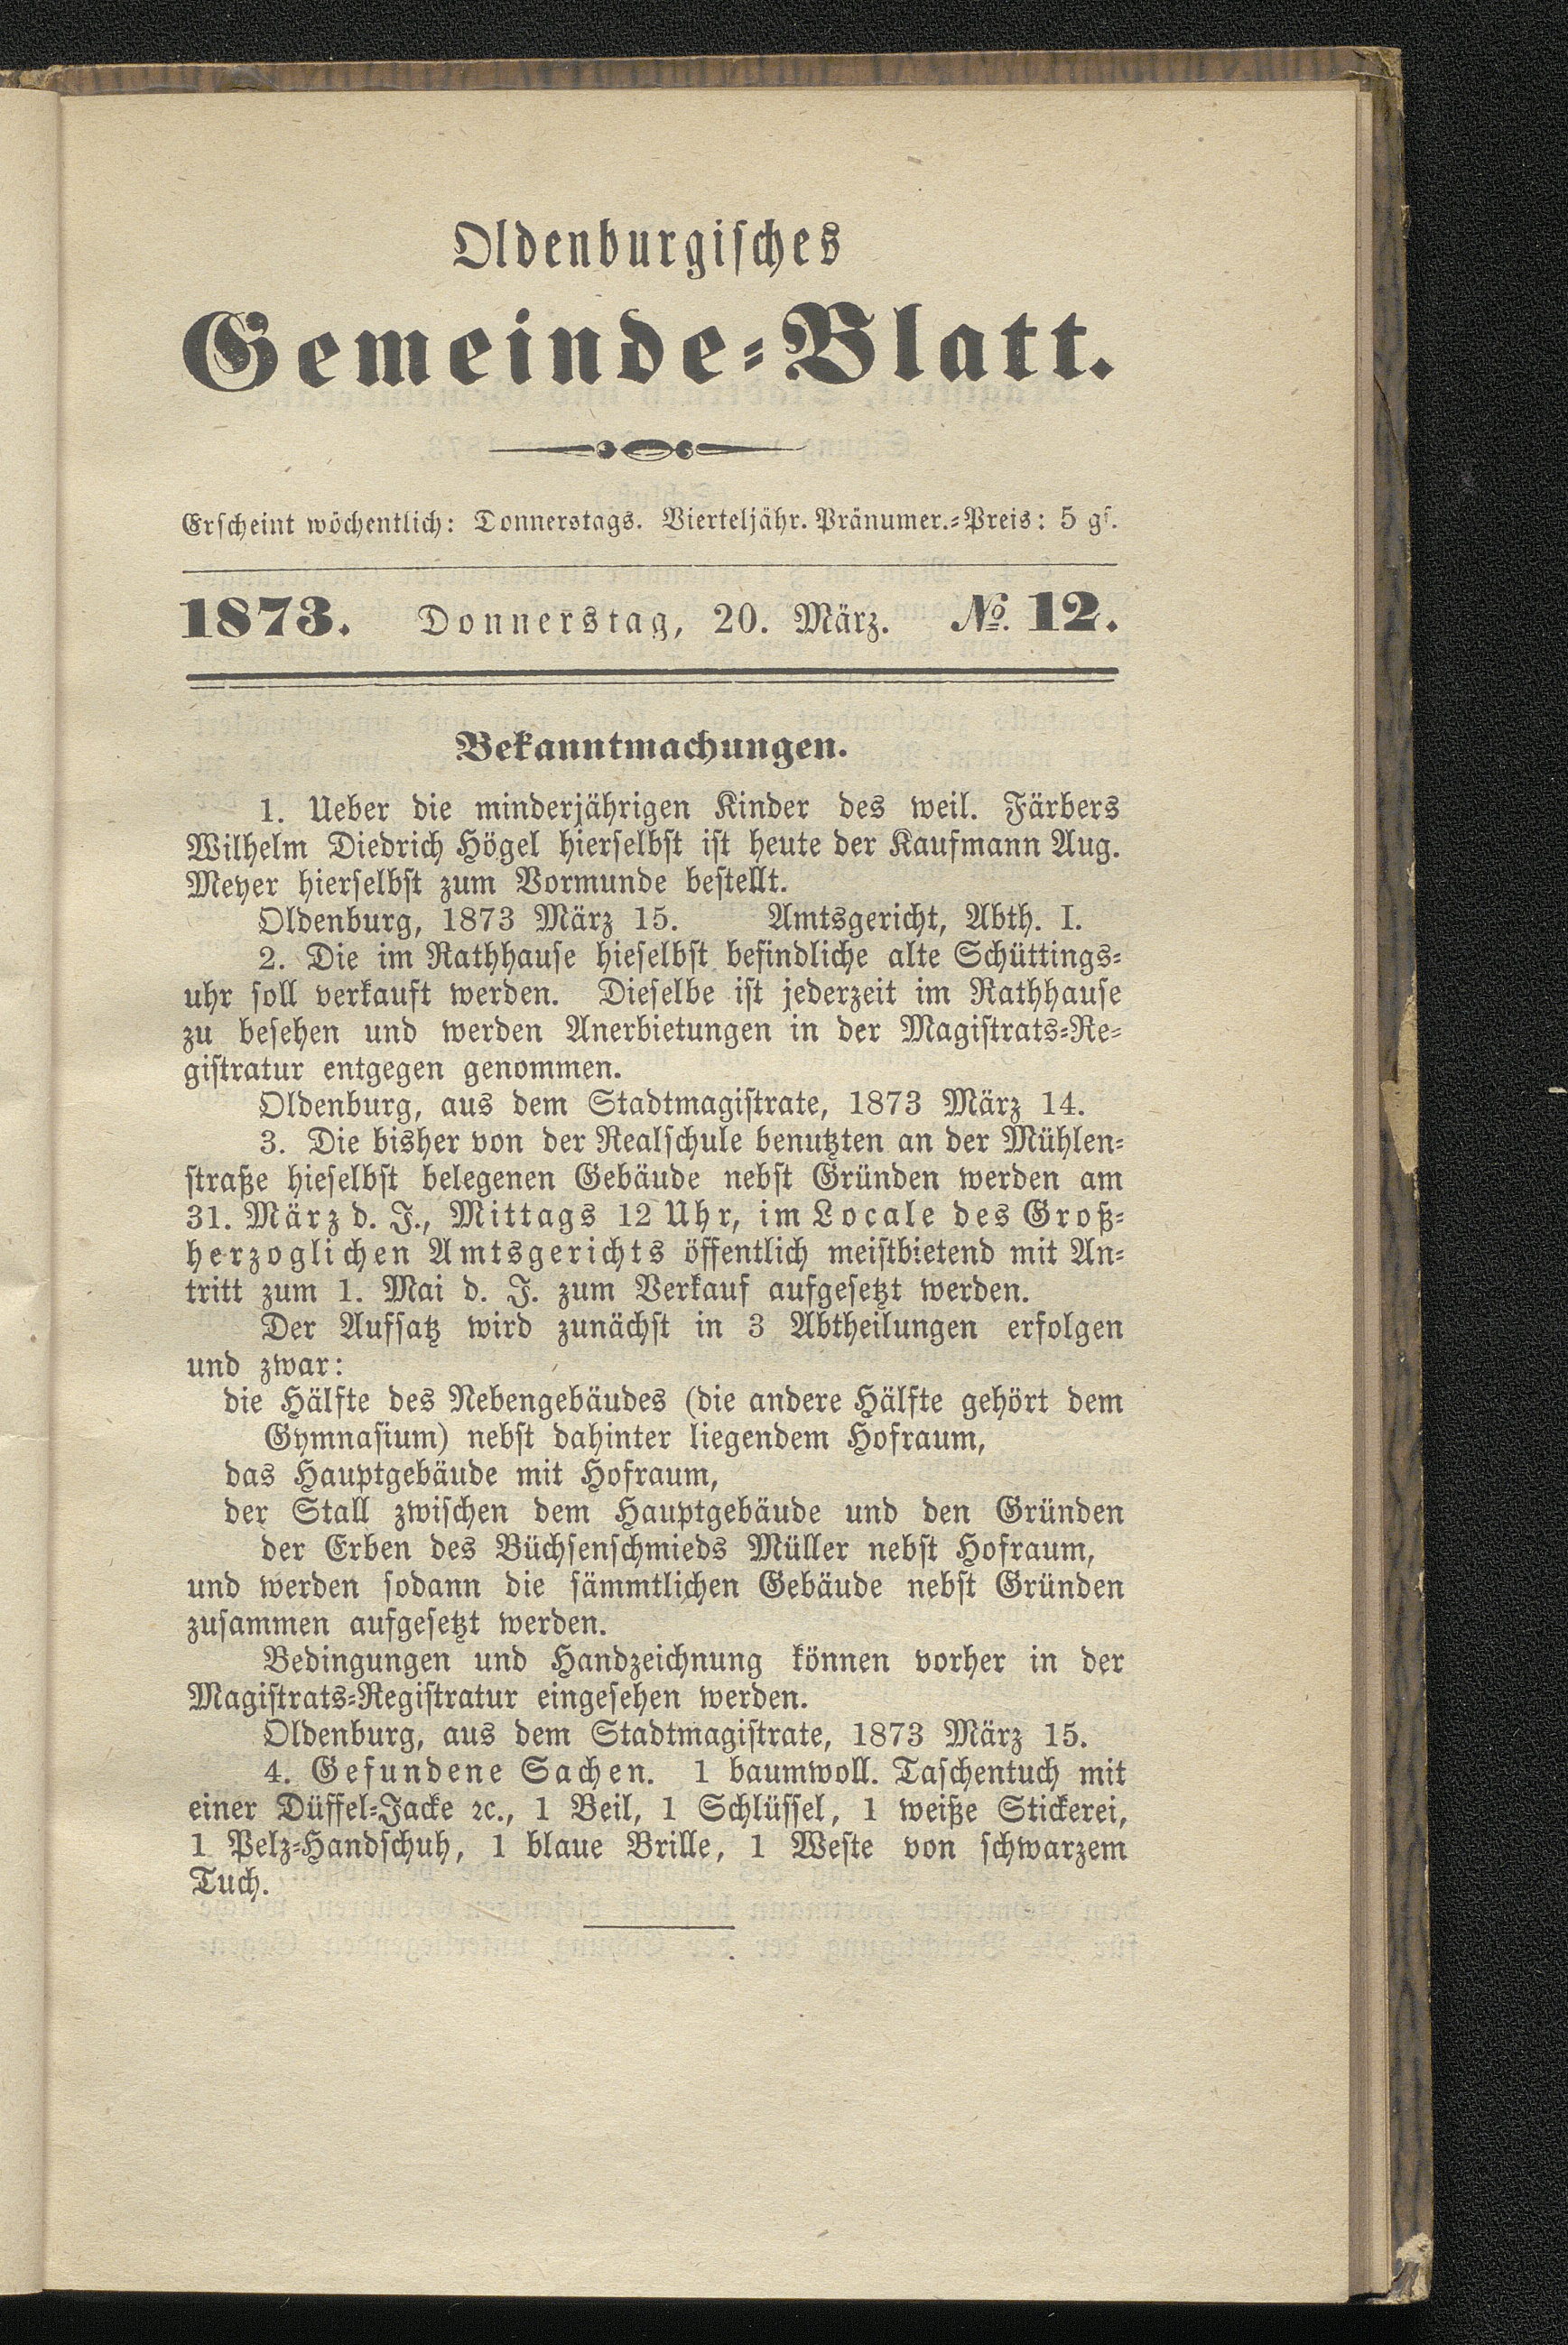 Oldenburgisches
Gemeinde-Blatt.
Erscheint wöchentlich: Donnerstags. Vierteljähr. Pränumer.-Preis: 5 gs.
1873. Donnerstag, 20. März. № 12.
Bekanntmachungen.
1. Ueber die minderjährigen Kinder des weil. Färbers
Wilhelm Diedrich Högel hierselbst ist heute der Kaufmann Aug.
Meyer hierselbst zum Vormunde bestellt.
Oldenburg, 1873 März 15. Amtsgericht, Abth. I.
2. Die im Rathhause hieselbst befindliche alte Schüttings-
uhr soll verkauft werden. Dieselbe ist jederzeit im Rathhause
zu besehen und werden Anerbietungen in der Magistrats-Re-
gistratur entgegen genommen.
Oldenburg, aus dem Stadtmagistrate, 1873 März 14.
3. Die bisher von der Realschule benutzten an der Mühlen-
straße hieselbst belegenen Gebäude nebst Gründen werden am
31. März d. J., Mittags 12 Uhr, im Locale des Groß-
herzoglichen Amtsgerichts öffentlich meistbietend mit An-
tritt zum 1. Mai d. J. zum Verkauf aufgesetzt werden.
Der Aufsatz wird zunächst in 3 Abtheilungen erfolgen
und zwar:
die Hälfte des Nebengebäudes (die andere Hälfte gehört dem
Gymnasium) nebst dahinter liegendem Hofraum,
das Hauptgebäude mit Hofraum,
der Stall zwischen dem Hauptgebäude und den Gründen
der Erben des Büchsenschmieds Müller nebst Hofraum,
und werden sodann die sämmtlichen Gebäude nebst Gründen
zusammen aufgesetzt werden.
Bedingungen und Handzeichnung können vorher in der
Magistrats-Registratur eingesehen werden.
Oldenburg, aus dem Stadtmagistrate, 1873 März 15.
4. Gefundene Sachen. 1 baumwoll. Taschentuch mit
einer Düffel-Jacke ꝛc., 1 Beil, 1 Schlüssel, 1 weiße Stickerei,
1 Pelz-Handschuh, 1 blaue Brille, 1 Weste von schwarzem
Tuch.